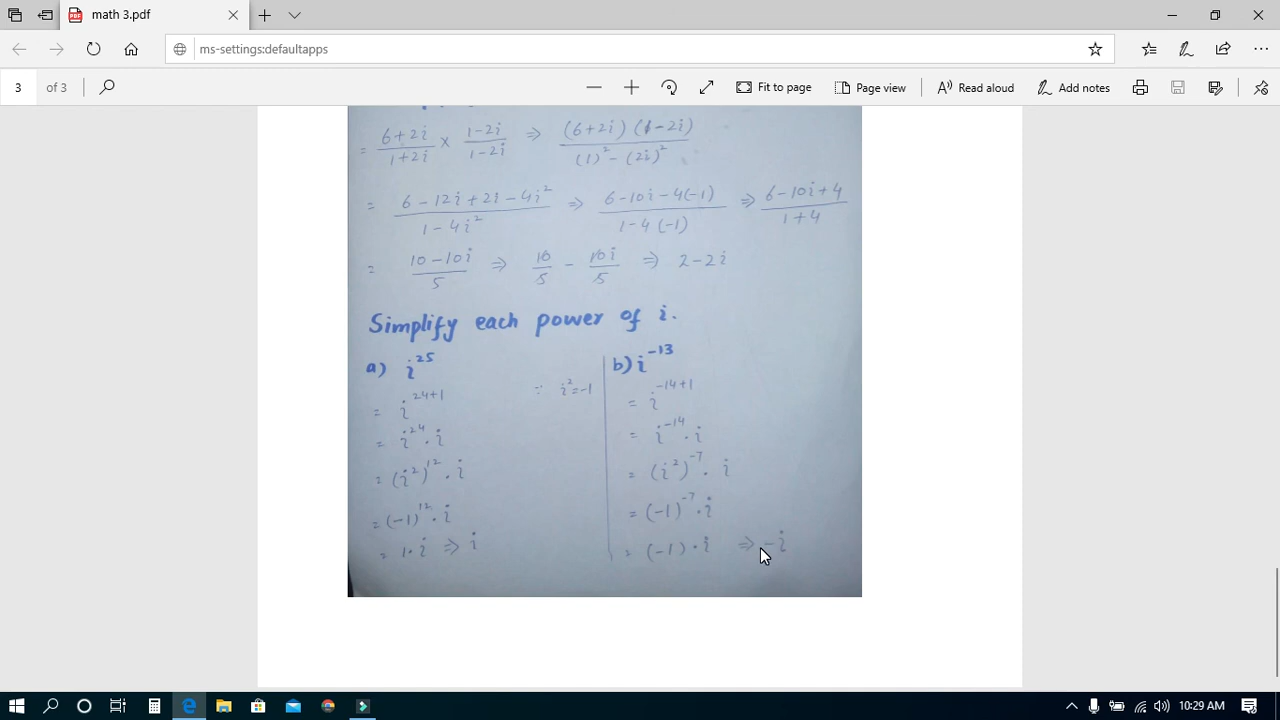 math 3.pdf
ms-settings:defaultapps
3 of 3 Fit to page Page view Read aloud Add notes
= 6+2i/1+2i × 1-2i/1-2i ⇒ (6+2i) (1-2i)/(1)² - (2i)²
= 6 - 12i + 2i - 4i²/1 - 4i² ⇒ 6-10i-4(-1)/1-4(-1) ⇒ 6-10i+4/1+4
= 10-10i/5 ⇒ 10/5 - 10i/5 ⇒ 2-2i
Simplify each power of i.
a) i²⁵
∵ i²=-1
= i²⁴⁺¹
= i²⁴ · i
= (i²)¹² · i
= (-1)¹² · i
= 1 · i ⇒ i
b) i⁻¹³
= i⁻¹⁴⁺¹
= i⁻¹⁴ · i
= (i²)⁻⁷ · i
= (-1)⁻⁷ · i
= (-1) · i ⇒ -i
10:29 AM